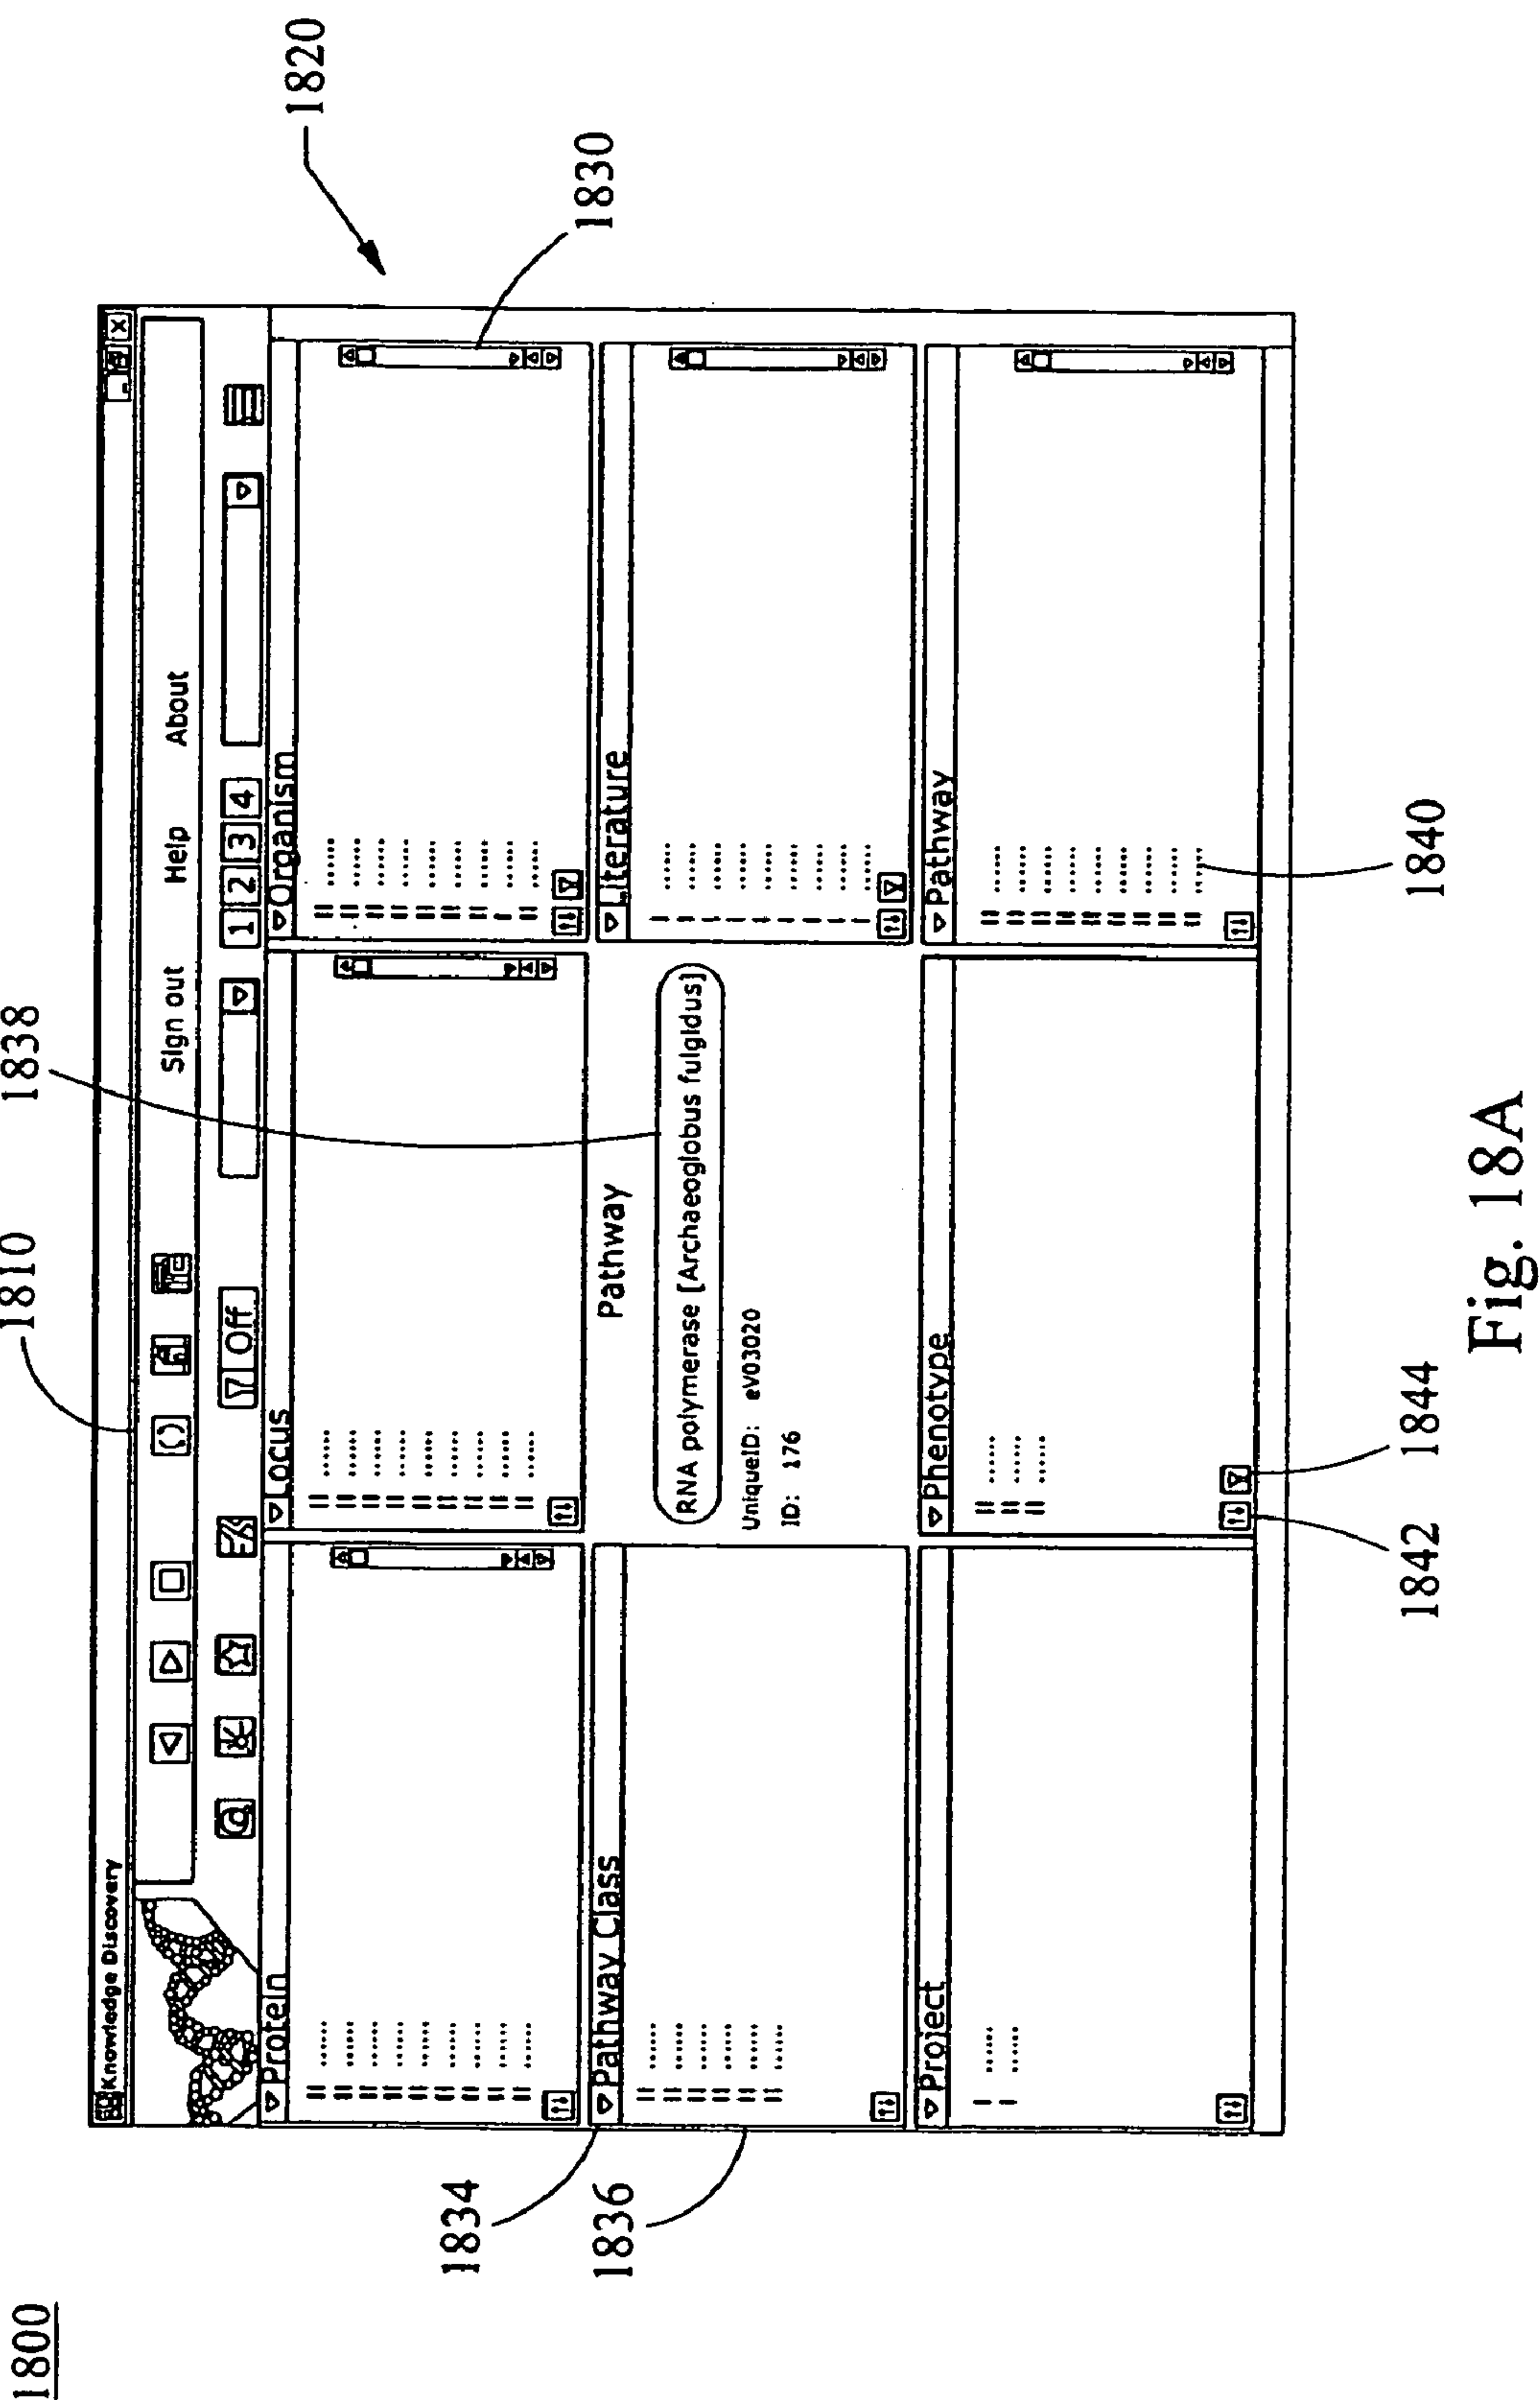 1800
1810
1838
1820
1830
Knowledge Discovery
Sign out Help About
Off 1 2 3 4
Protein
Locus
Organism
1834
Pathway Class
1836
Pathway
RNA polymerase [Archaeoglobus fulgidus]
UniqueID: eV03020
ID: 176
Literature
Project
Phenotype
Pathway
1842
1844
1840
Fig. 18A